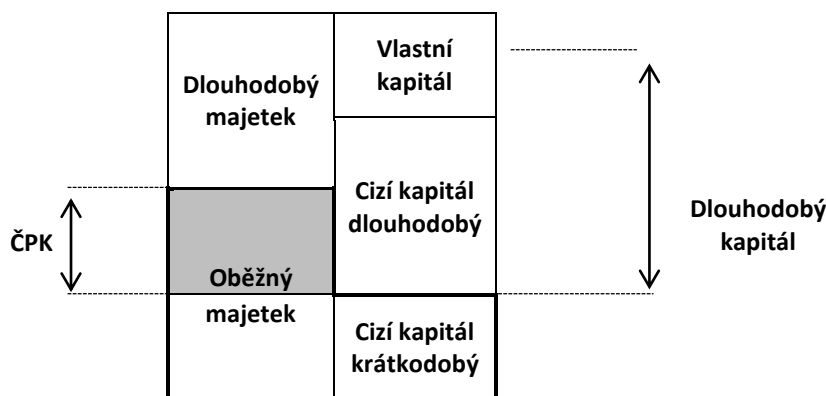 Dlouhodobý
majetek
Vlastní
kapitál
ČPK
Cizí kapitál
dlouhodobý
Dlouhodobý
kapitál
Oběžný
majetek
Cizí kapitál
krátkodobý